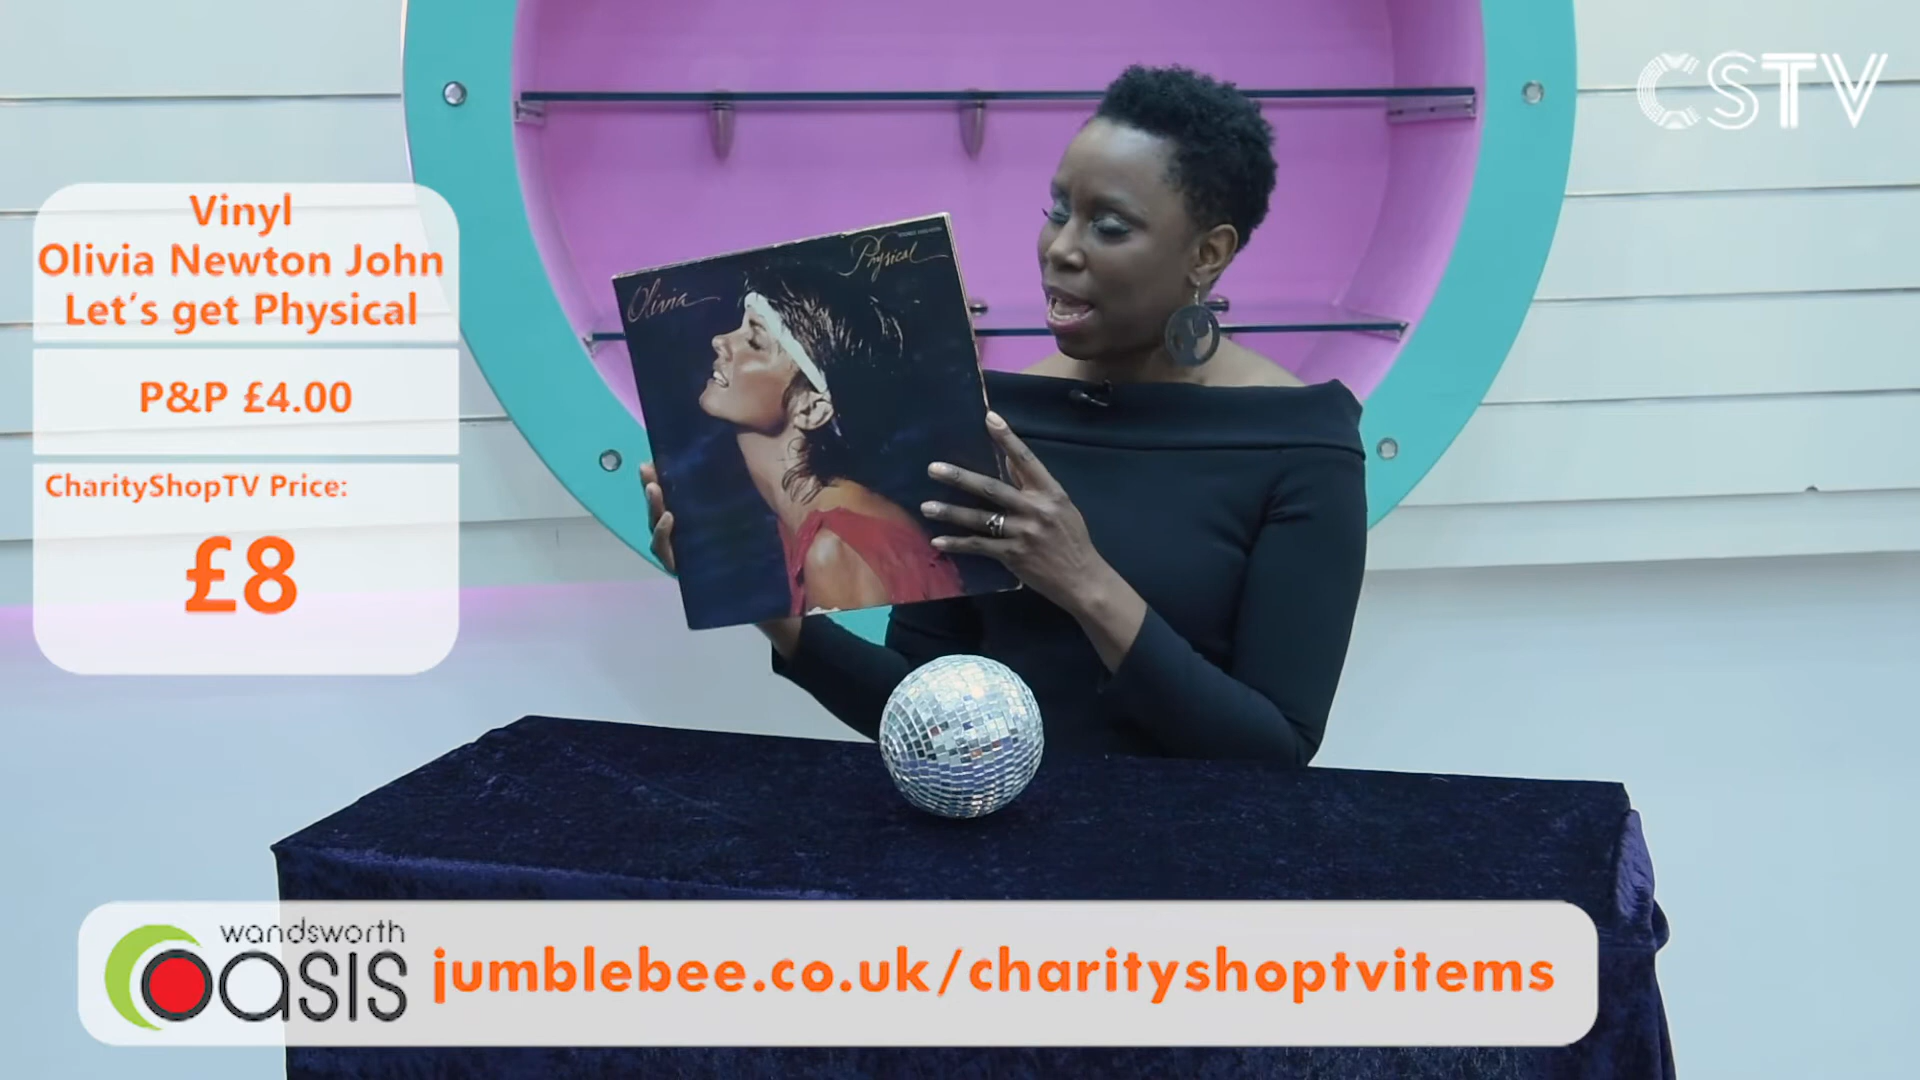 CSTV
Vinyl
Olivia Newton John
Let's get Physical
P&P £4.00
CharityShopTV Price:
£8
Olivia
Physical
wandsworth
oasis
jumblebee.co.uk/charityshoptvitems